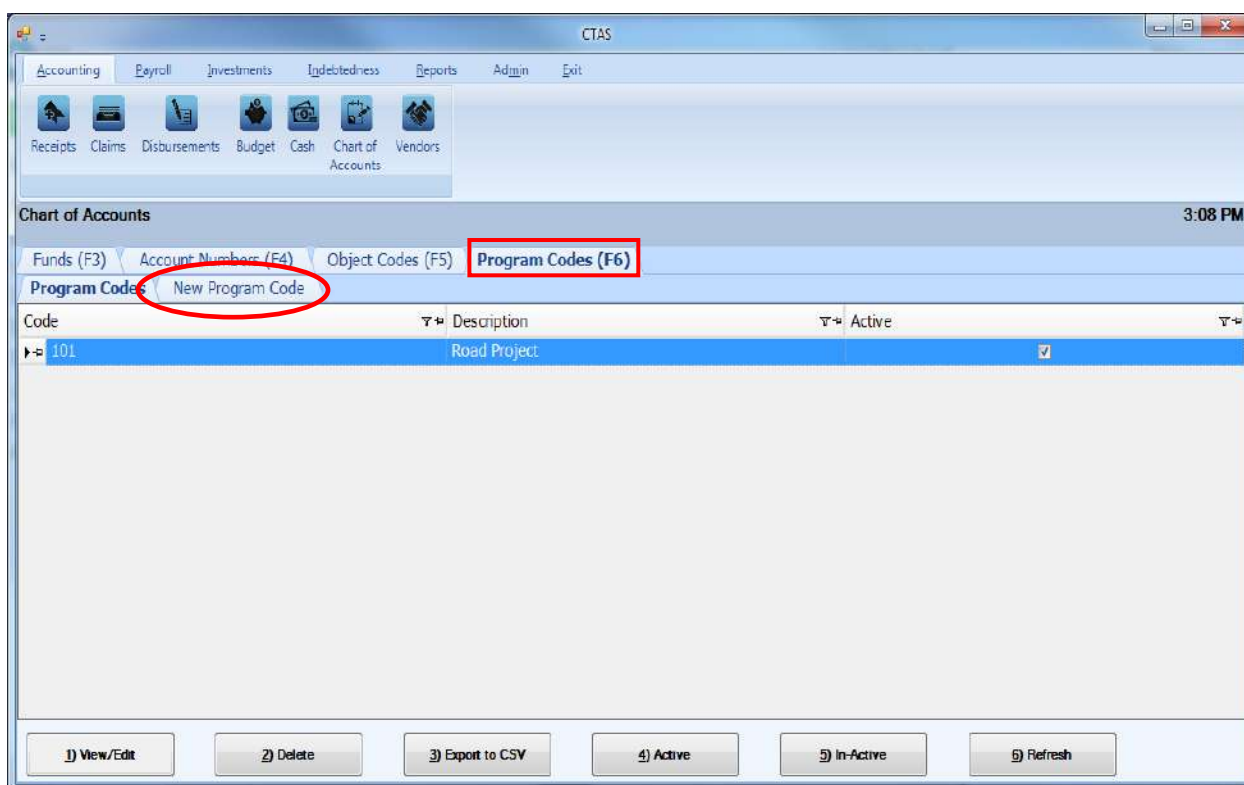 CTAS
Accounting Payroll Investments Indebtedness Reports Admin Exit
Receipts Claims Disbursements Budget Cash Chart of Accounts Vendors
Chart of Accounts 3:08 PM
Funds (F3) Account Numbers (F4) Object Codes (F5) Program Codes (F6)
Program Codes New Program Code
Code Description Active
101 Road Project
1) View/Edit 2) Delete 3) Export to CSV 4) Active 5) In-Active 6) Refresh